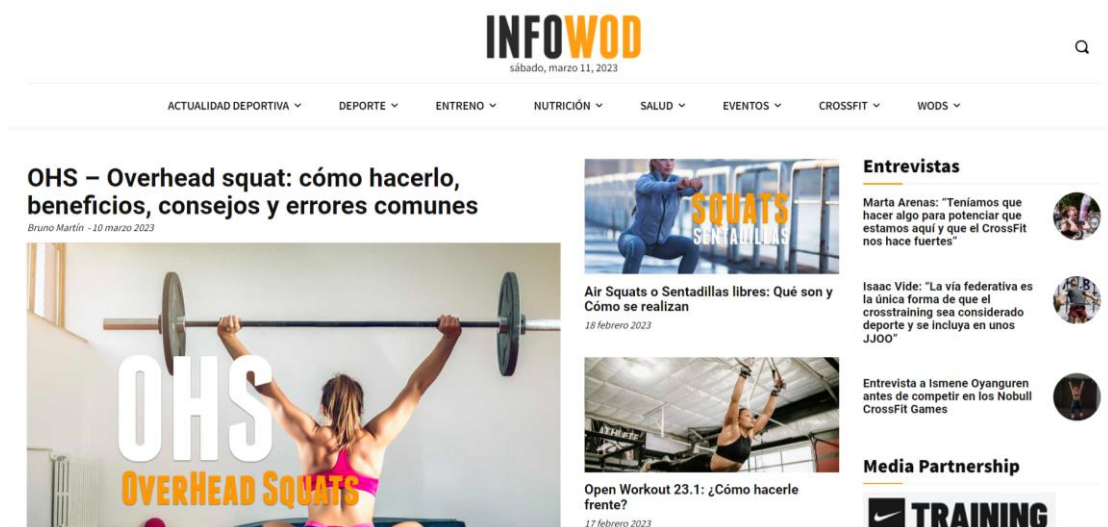 INFOWOD
sábado, marzo 11, 2023
ACTUALIDAD DEPORTIVA
DEPORTE
ENTRENO
NUTRICIÓN
SALUD
EVENTOS
CROSSFIT
WODS
OHS – Overhead squat: cómo hacerlo,
beneficios, consejos y errores comunes
Bruno Martín - 10 marzo 2023
OHS
OVERHEAD SQUATS
SQUATS
SENTADILLAS
Air Squats o Sentadillas libres: Qué son y
Cómo se realizan
18 febrero 2023
ATHLETE
Open Workout 23.1: ¿Cómo hacerle
frente?
17 febrero 2023
Entrevistas
Marta Arenas: “Teníamos que
hacer algo para potenciar que
estamos aquí y que el CrossFit
nos hace fuertes”
Isaac Vide: “La vía federativa es
la única forma de que el
crosstraining sea considerado
deporte y se incluya en unos
JJOO”
Entrevista a Ismene Oyanguren
antes de competir en los Nobull
CrossFit Games
Media Partnership
TRAINING